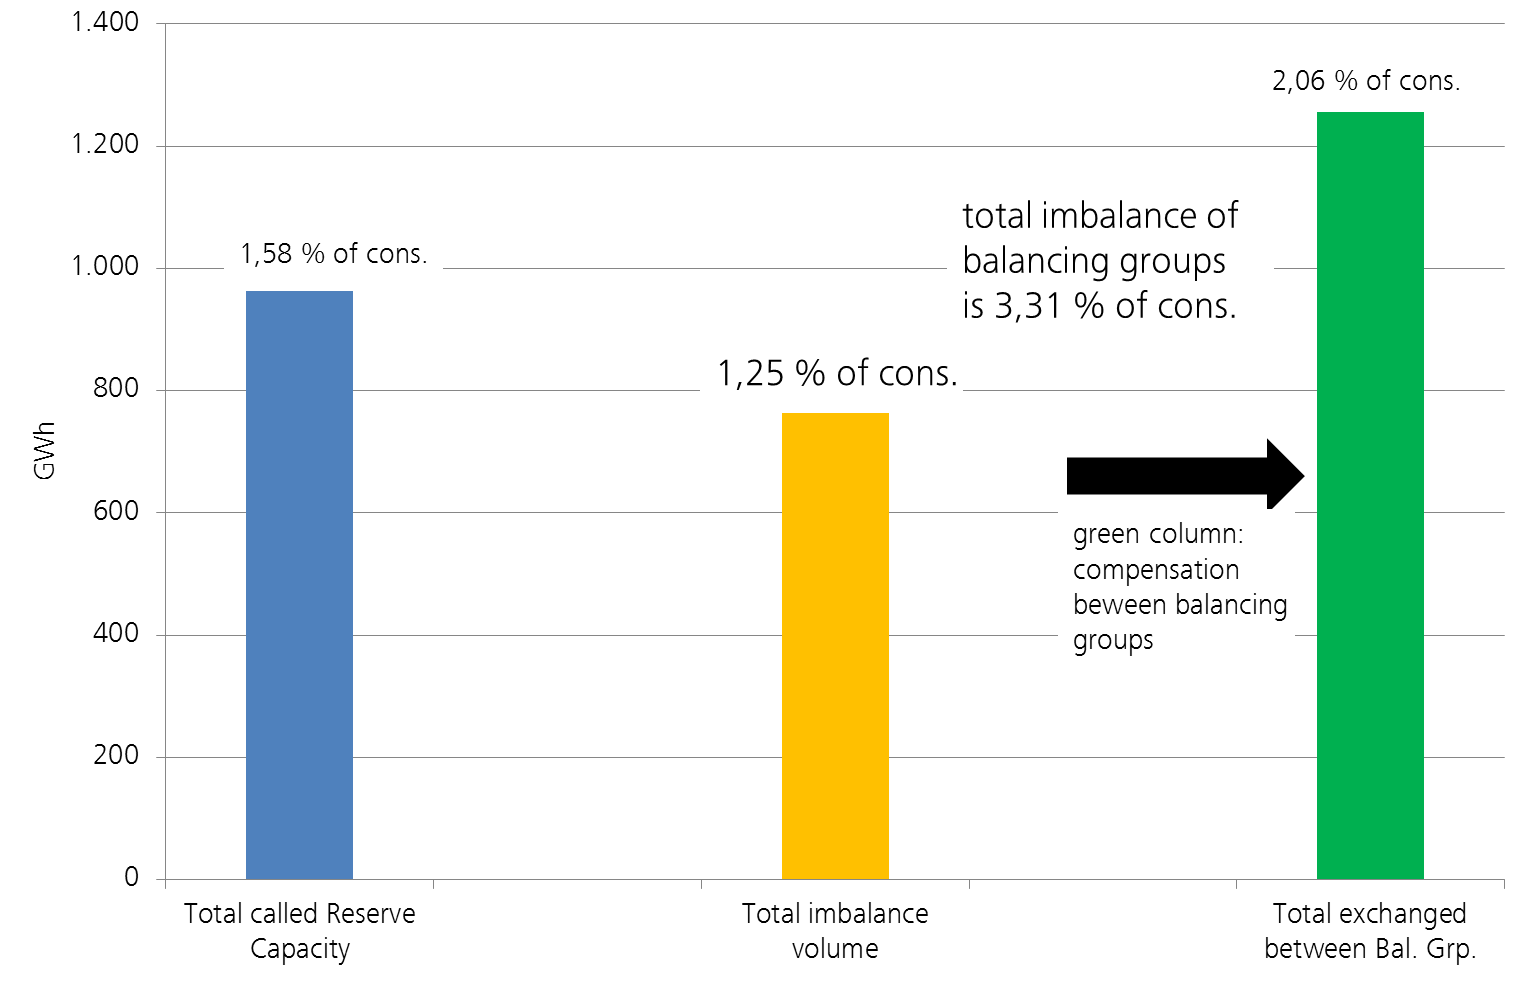 1.400
1.200
1.000
800
600
400
200
0
GWh
1,58 % of cons.
1,25 % of cons.
2,06 % of cons.
total imbalance of
balancing groups
is 3,31 % of cons.
green column:
compensation
beween balancing
groups
Total called Reserve
Capacity
Total imbalance
volume
Total exchanged
between Bal. Grp.